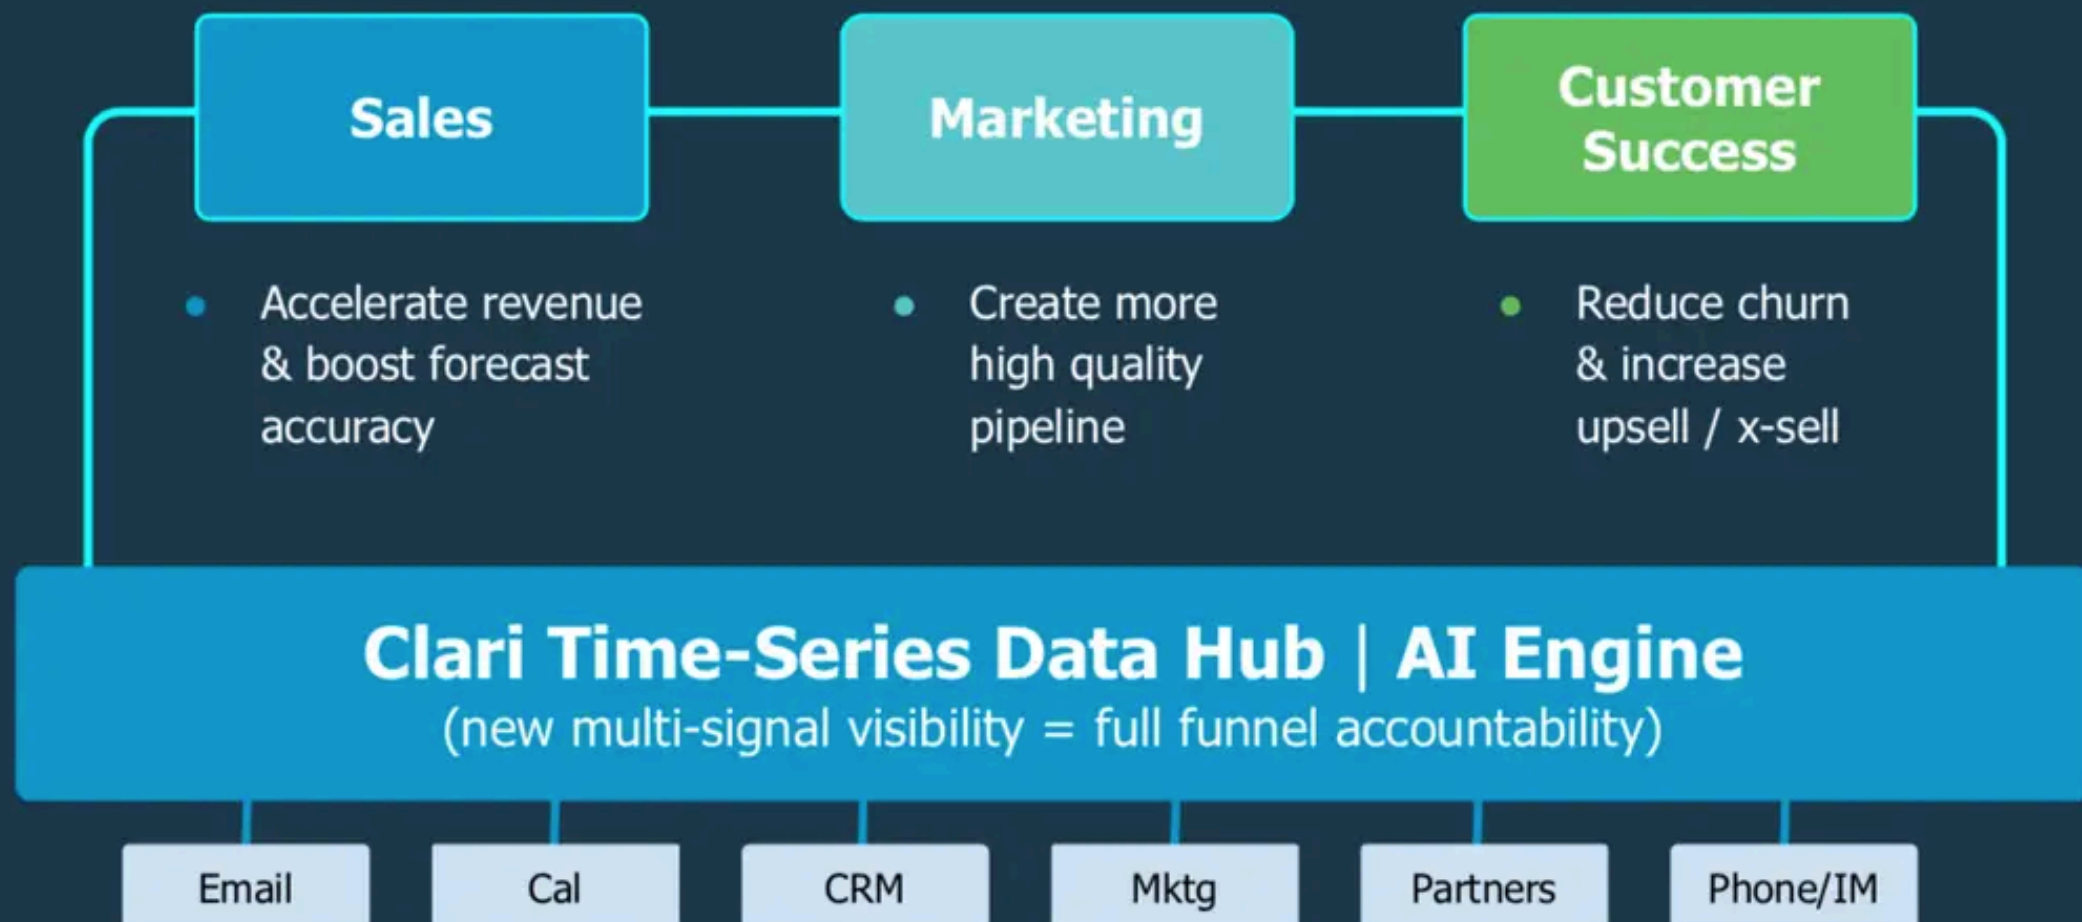 Sales
Marketing
Customer
Success
Accelerate revenue
& boost forecast
accuracy
Create more
high quality
pipeline
Reduce churn
& increase
upsell / x-sell
Clari Time-Series Data Hub | AI Engine
(new multi-signal visibility = full funnel accountability)
Email
Cal
CRM
Mktg
Partners
Phone/IM